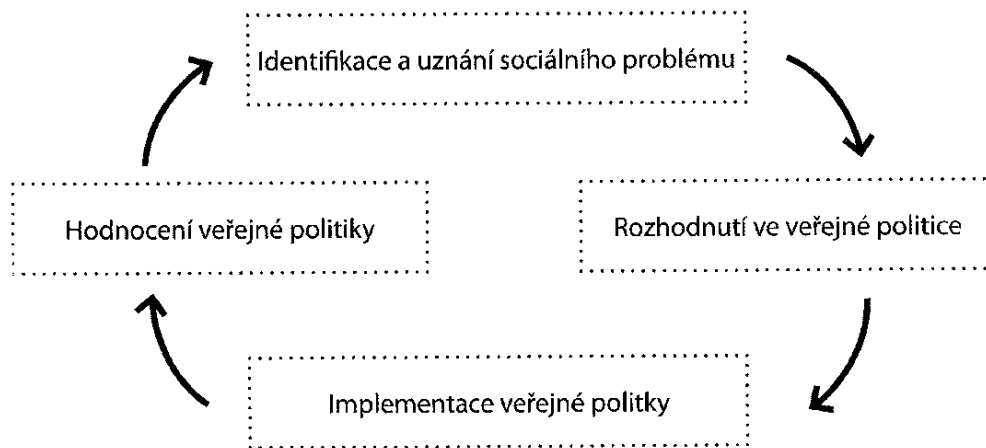 Identifikace a uznání sociálního problému
Hodnocení veřejné politiky
Rozhodnutí ve veřejné politice
Implementace veřejné politky